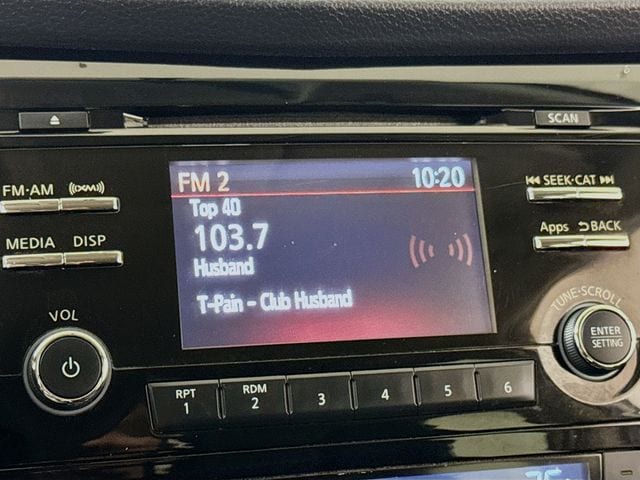 SCAN
FM·AM ((XM))
FM 2 10:20
SEEK·CAT
Top 40
103.7
Apps BACK
MEDIA DISP
Husband
T-Pain - Club Husband
VOL
TUNE·SCROLL
ENTER
SETTING
RPT RDM
1 2 3 4 5 6